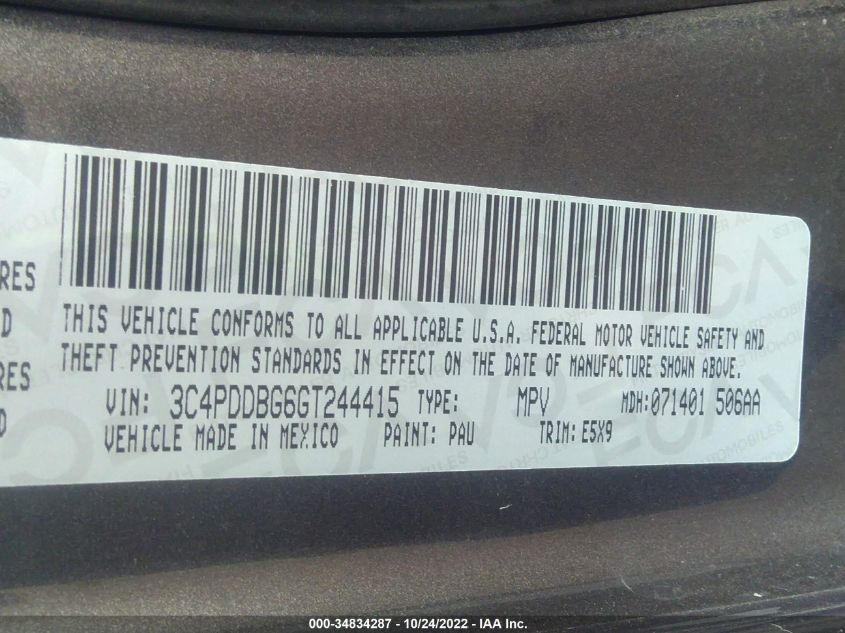 RES
D
RES
D
THIS VEHICLE CONFORMS TO ALL APPLICABLE U.S.A. FEDERAL MOTOR VEHICLE SAFETY AND
THEFT PREVENTION STANDARDS IN EFFECT ON THE DATE OF MANUFACTURE SHOWN ABOVE.
VIN: 3C4PDDBG6GT244415 TYPE: MPV MDH:071401 506AA
VEHICLE MADE IN MEXICO PAINT: PAU TRIM: E5X9
000-34834287 - 10/24/2022 - IAA Inc.